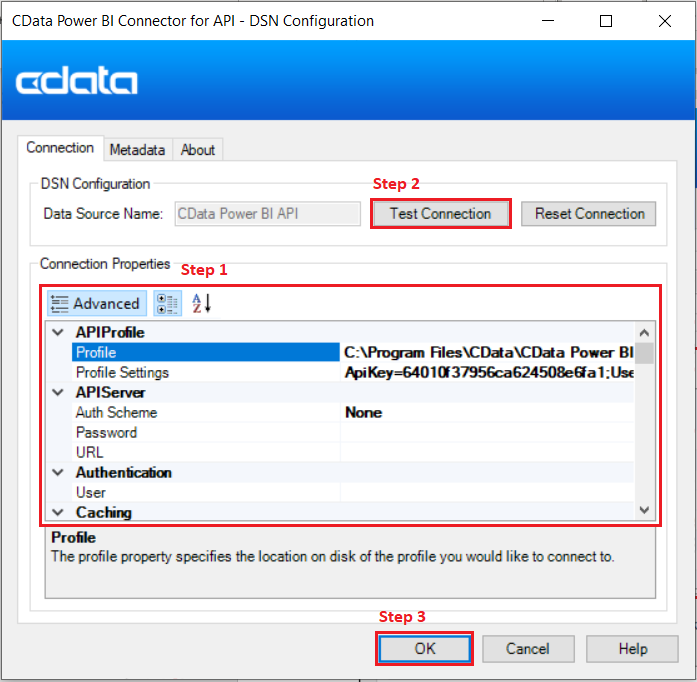 CData Power BI Connector for API - DSN Configuration
cdata
Connection Metadata About
DSN Configuration
Step 2
Data Source Name: CData Power BI API Test Connection Reset Connection
Connection Properties
Step 1
Advanced A Z
APIProfile
Profile C:\Program Files\CData\CData Power BI
Profile Settings ApiKey=64010f37956ca624508e6fa1;Use
APIServer
Auth Scheme None
Password
URL
Authentication
User
Caching
Profile
The profile property specifies the location on disk of the profile you would like to connect to.
Step 3
OK Cancel Help